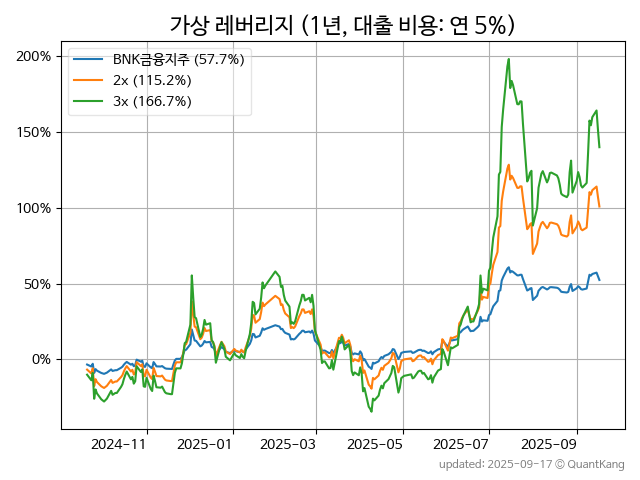 가상 레버리지 (1년, 대출 비용: 연 5%)
BNK금융지주 (57.7%)
2x (115.2%)
3x (166.7%)
200%
150%
100%
50%
0%
2024-11
2025-01
2025-03
2025-05
2025-07
2025-09
updated: 2025-09-17 © QuantKang